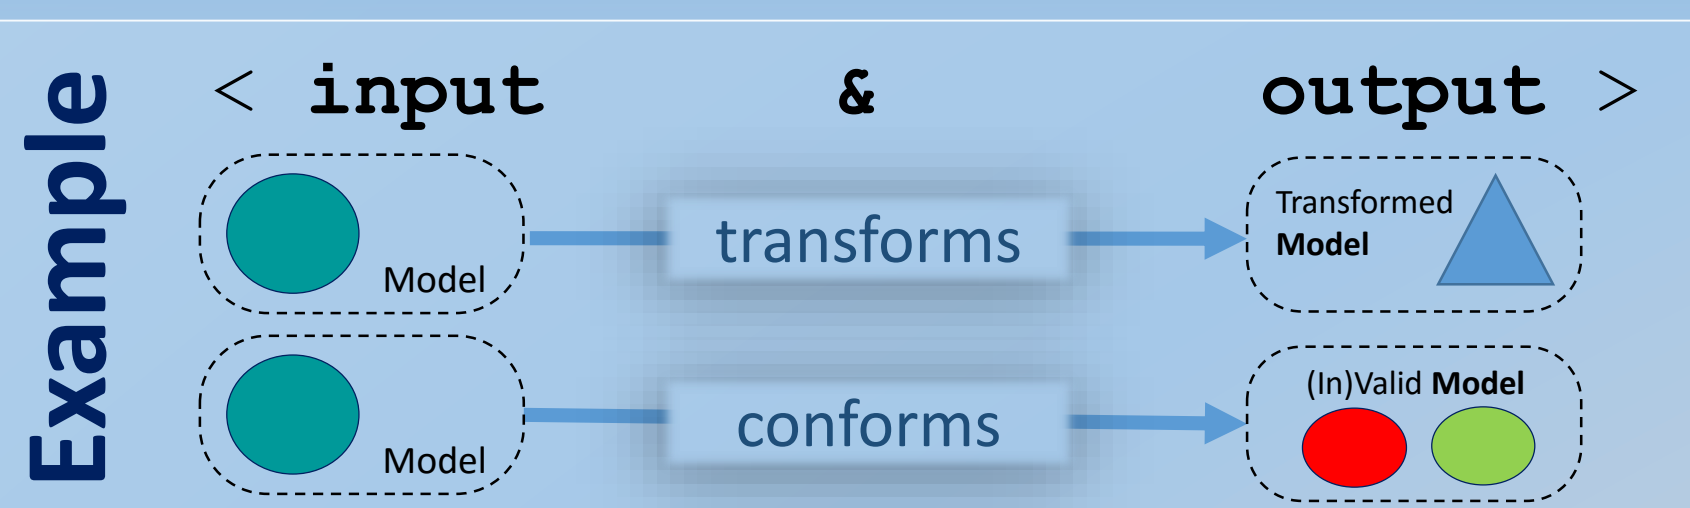 Example
< input & output >
Model
transforms
Transformed
Model
Model
conforms
(In)Valid Model